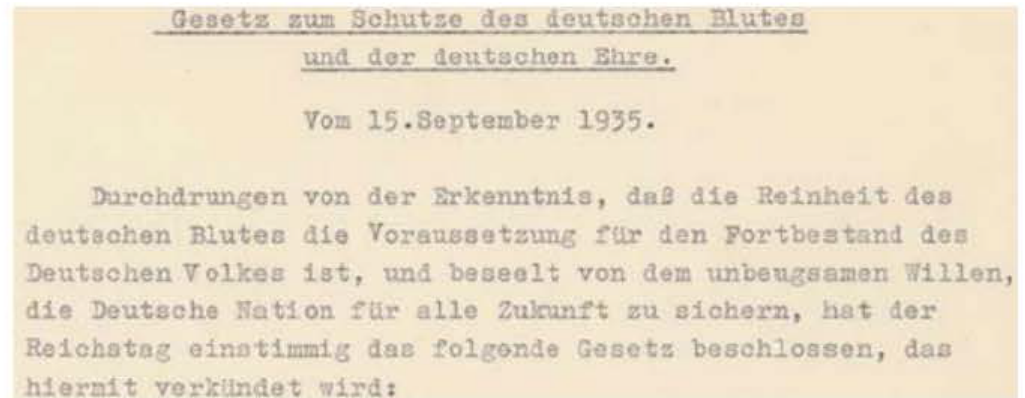 Gesetz zum Schutze des deutschen Blutes
und der deutschen Ehre.
Vom 15.September 1935.
Durchdrungen von der Erkenntnis, daß die Reinheit des
deutschen Blutes die Voraussetzung für den Fortbestand des
Deutschen Volkes ist, und beseelt von dem unbeugsamen Willen,
die Deutsche Nation für alle Zukunft zu sichern, hat der
Reichstag einstimmig das folgende Gesetz beschlossen, das
hiermit verkündet wird: